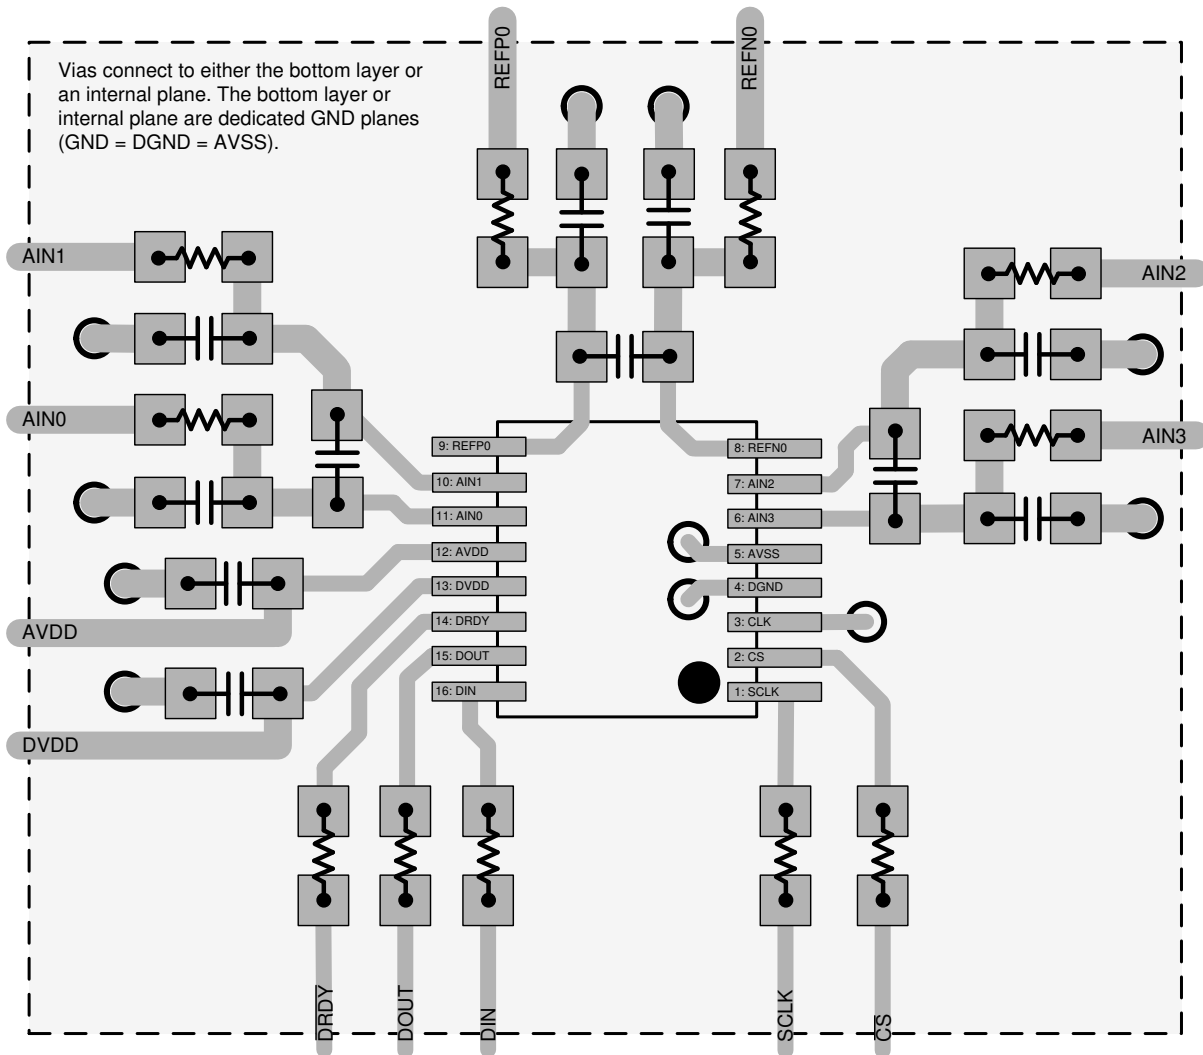 REFP0
REFN0
Vias connect to either the bottom layer or
an internal plane. The bottom layer or
internal plane are dedicated GND planes
(GND = DGND = AVSS).
AIN1
AIN2
AIN0
AIN3
9: REFP0
8: REFN0
10: AIN1
7: AIN2
11: AIN0
6: AIN3
12: AVDD
5: AVSS
13: DVDD
4: DGND
14: DRDY
3: CLK
15: DOUT
2: CS
16: DIN
1: SCLK
AVDD
DVDD
DRDY
DOUT
DIN
SCLK
CS